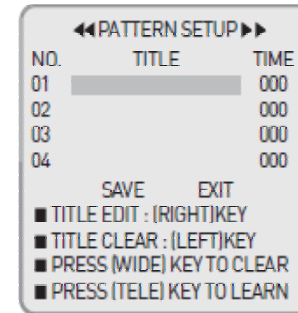 ◀◀PATTERN SETUP▶▶
NO. TITLE TIME
01 000
02 000
03 000
04 000
SAVE EXIT
■ TITLE EDIT : (RIGHT)KEY
■ TITLE CLEAR : (LEFT)KEY
■ PRESS (WIDE) KEY TO CLEAR
■ PRESS (TELE) KEY TO LEARN